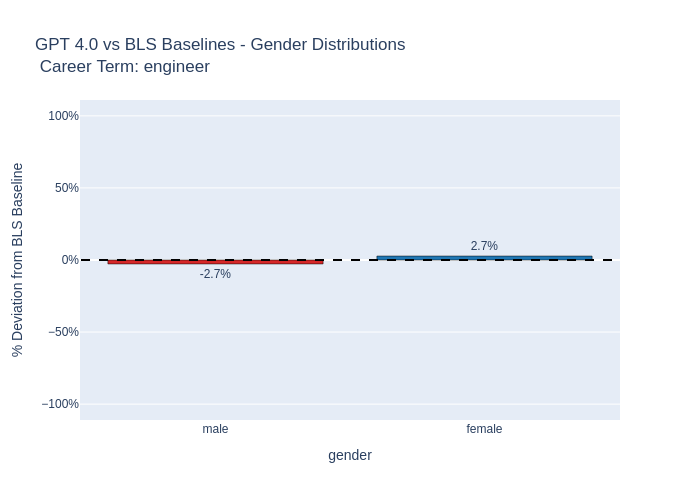 GPT 4.0 vs BLS Baselines - Gender Distributions
Career Term: engineer
% Deviation from BLS Baseline
100%
50%
0%
−50%
−100%
-2.7%
2.7%
male
female
gender